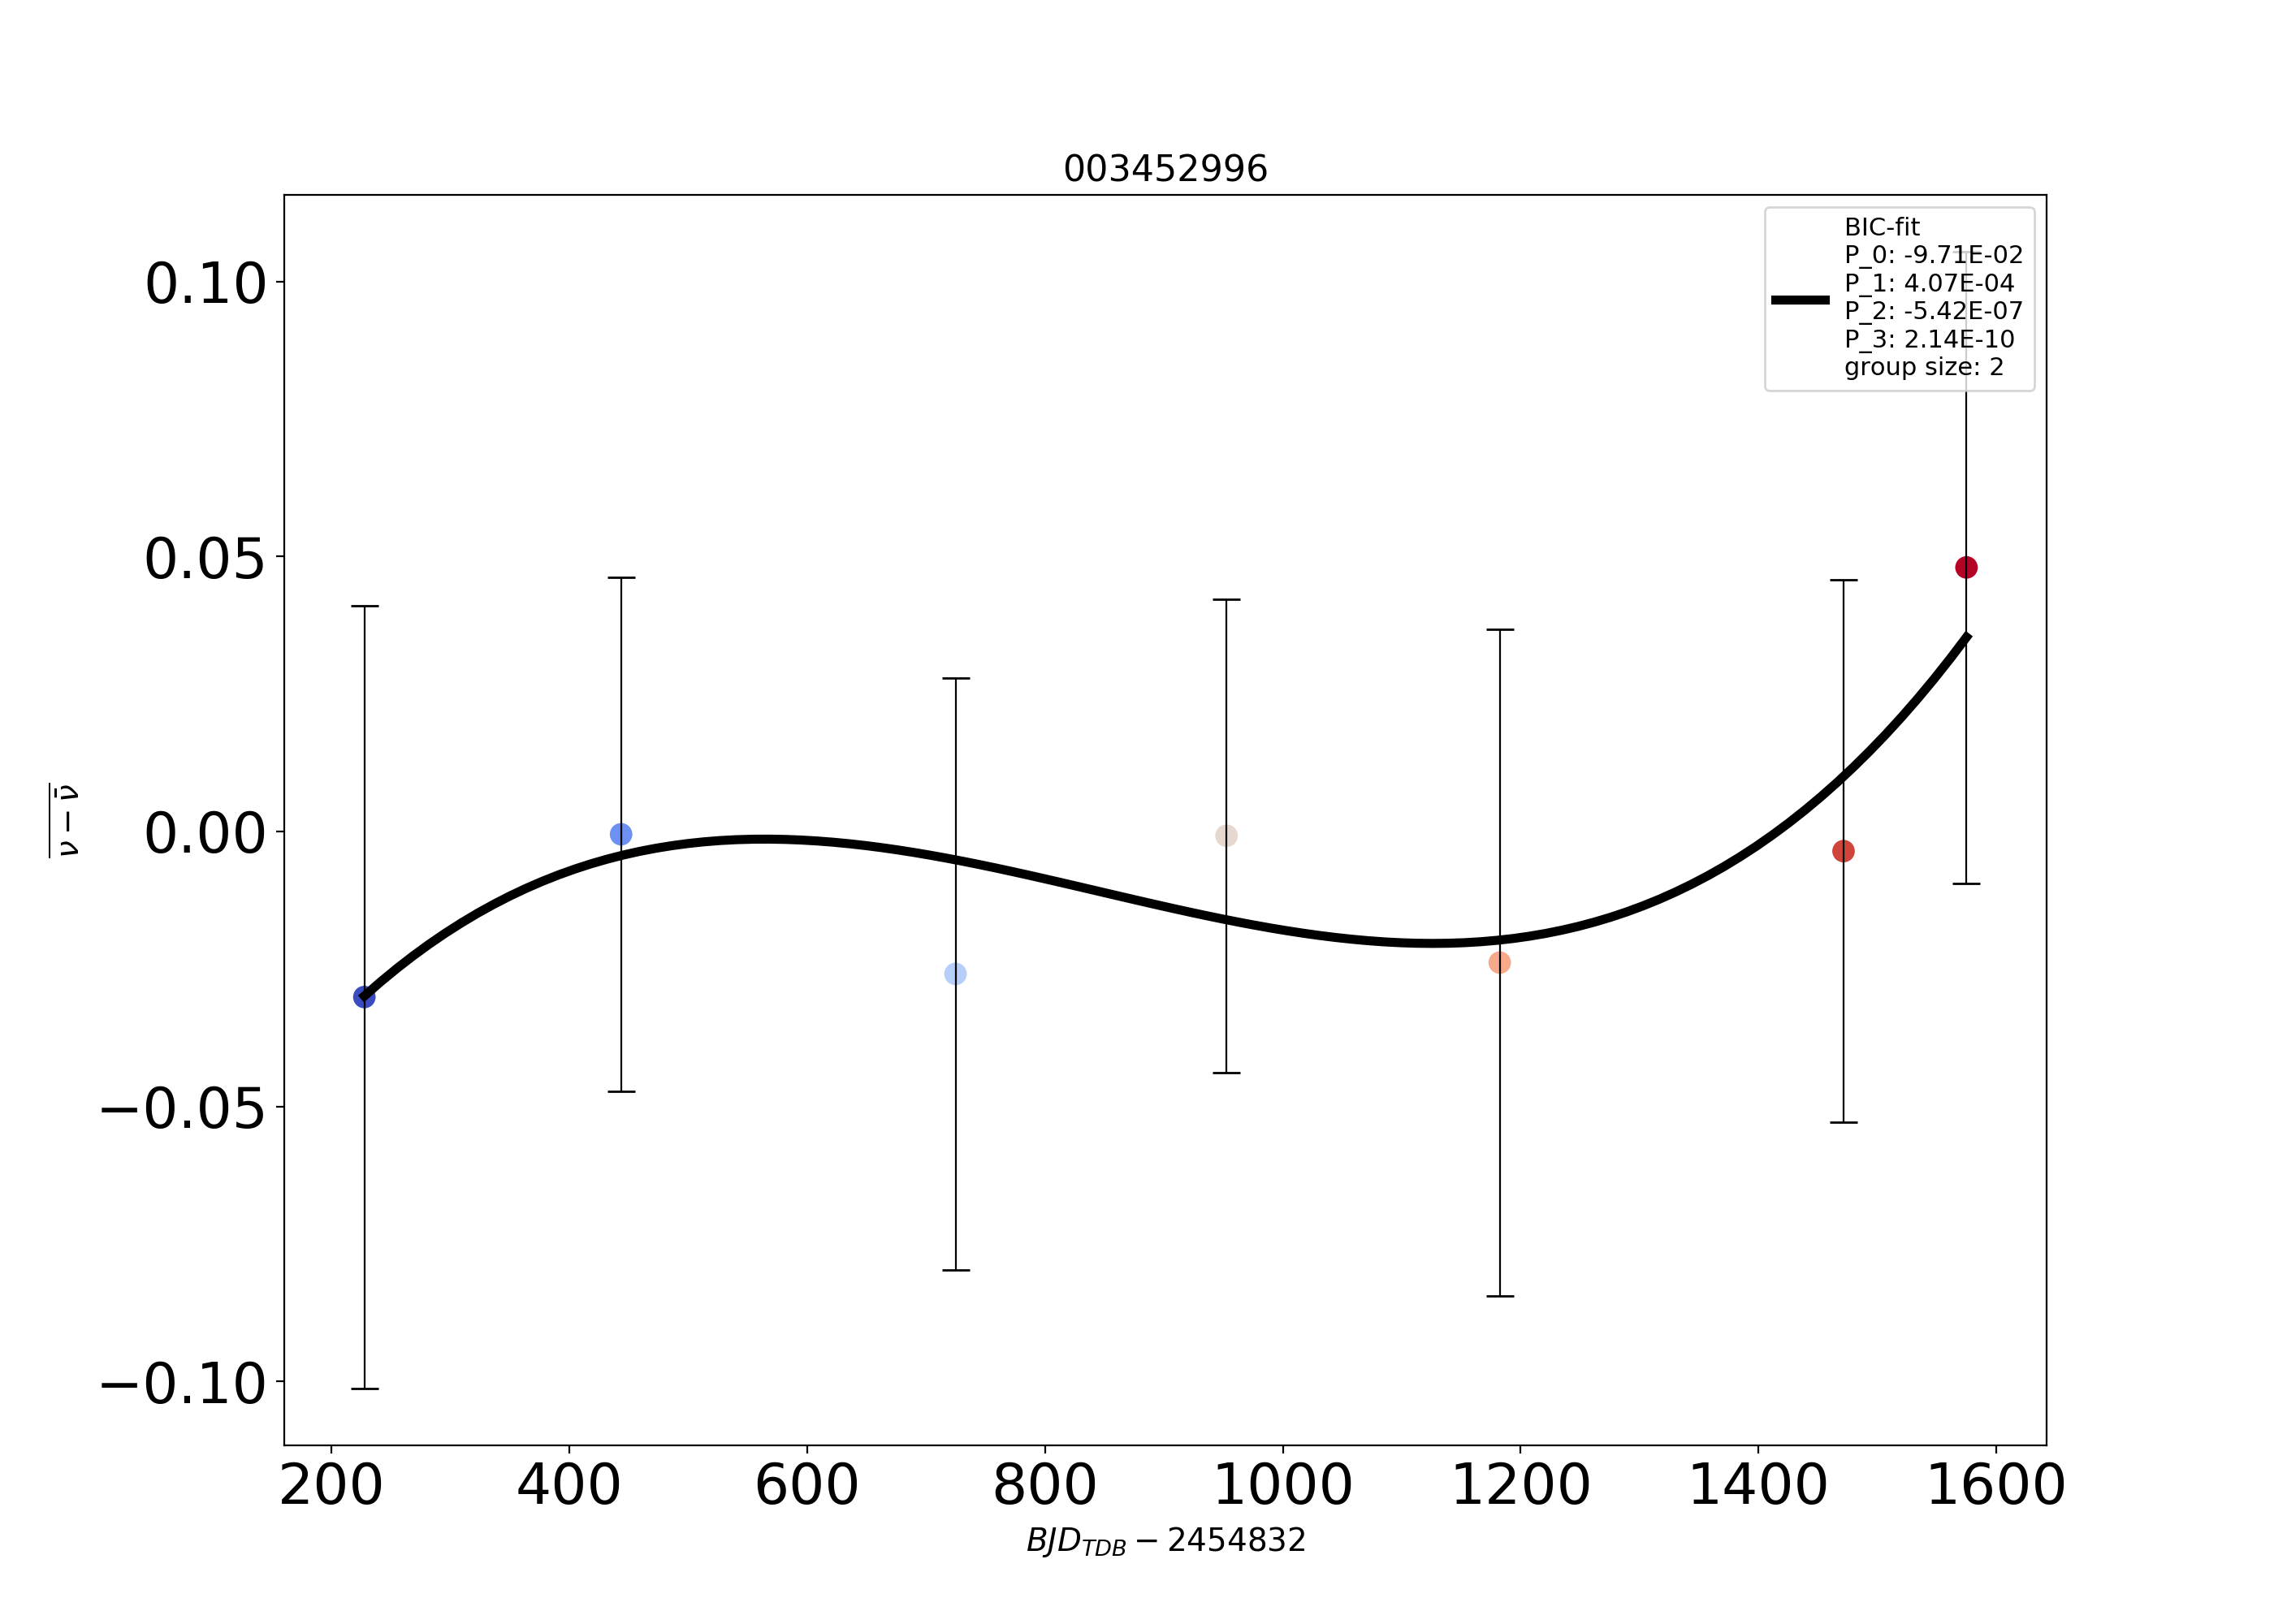 003452996
BIC-fit
P_0: -9.71E-02
P_1: 4.07E-04
P_2: -5.42E-07
P_3: 2.14E-10
group size: 2
0.10
0.05
0.00
−0.05
−0.10
ν − ν̄
200 400 600 800 1000 1200 1400 1600
BJD_TDB − 2454832